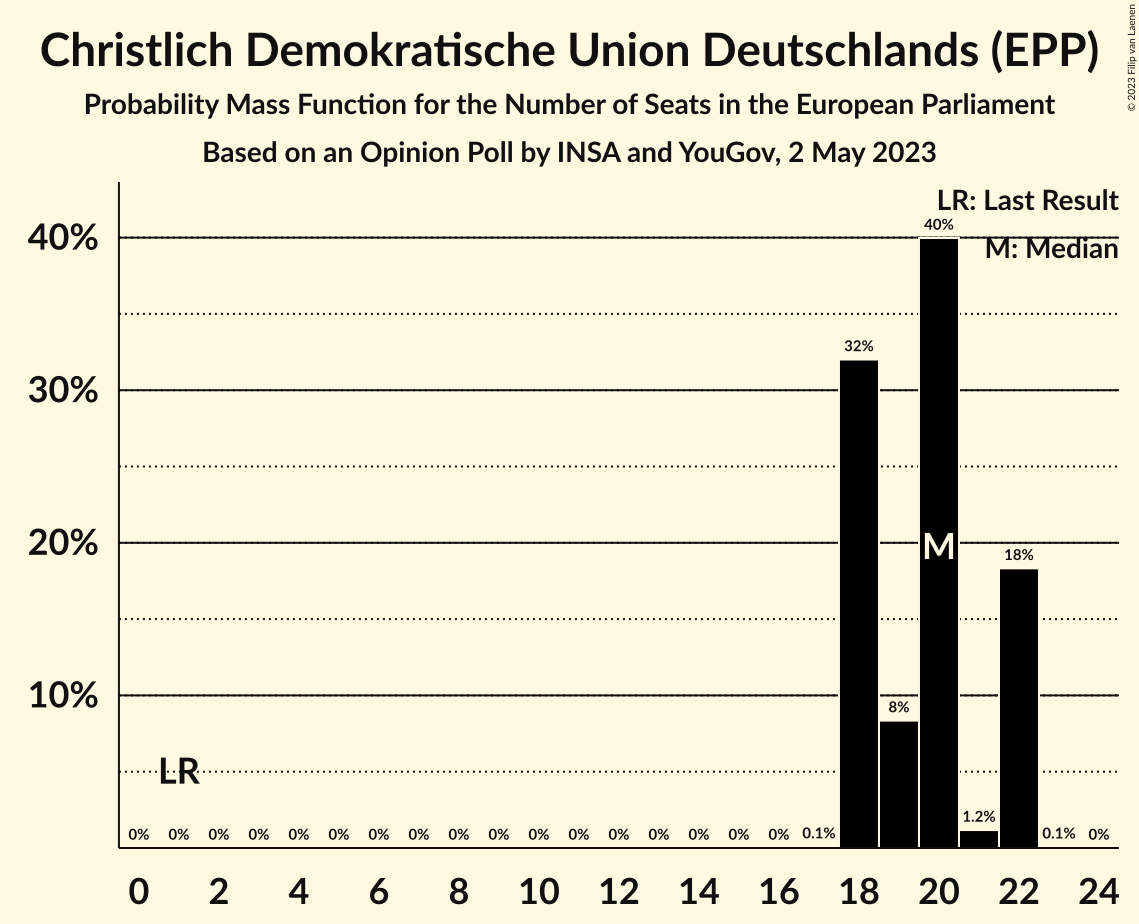 Christlich Demokratische Union Deutschlands (EPP)
Probability Mass Function for the Number of Seats in the European Parliament
Based on an Opinion Poll by INSA and YouGov, 2 May 2023
© 2023 Filip van Laenen
LR: Last Result
M: Median
40%
30%
20%
10%
40%
32%
M
18%
8%
LR
1.2%
0% 0% 0% 0% 0% 0% 0% 0% 0% 0% 0% 0% 0% 0% 0% 0% 0% 0.1% 0.1% 0%
0 2 4 6 8 10 12 14 16 18 20 22 24